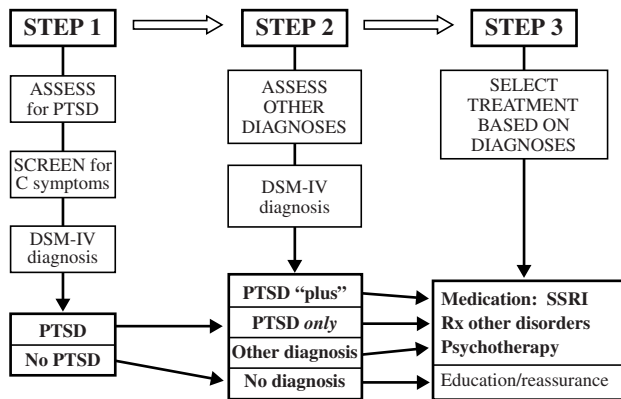 STEP 1
STEP 2
STEP 3
ASSESS
for PTSD
SCREEN for
C symptoms
DSM-IV
diagnosis
PTSD
No PTSD
ASSESS
OTHER
DIAGNOSES
DSM-IV
diagnosis
PTSD “plus”
PTSD only
Other diagnosis
No diagnosis
SELECT
TREATMENT
BASED ON
DIAGNOSES
Medication: SSRI
Rx other disorders
Psychotherapy
Education/reassurance